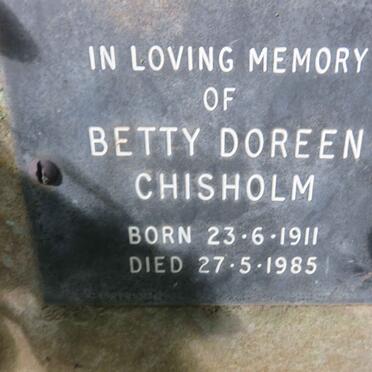 IN LOVING MEMORY
OF
BETTY DOREEN
CHISHOLM
BORN 23·6·1911
DIED 27·5·1985